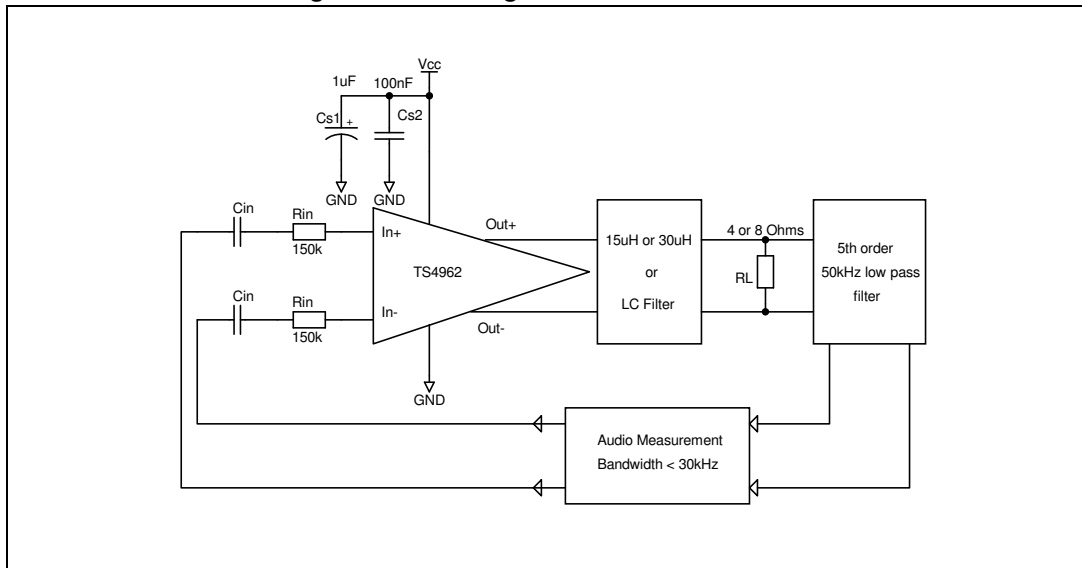 Vcc
1uF
100nF
Cs1
+
Cs2
GND
GND
Cin
Rin
150k
In+
Out+
TS4962
Cin
Rin
150k
In-
Out-
GND
15uH or 30uH
or
LC Filter
4 or 8 Ohms
RL
5th order
50kHz low pass
filter
Audio Measurement
Bandwidth < 30kHz